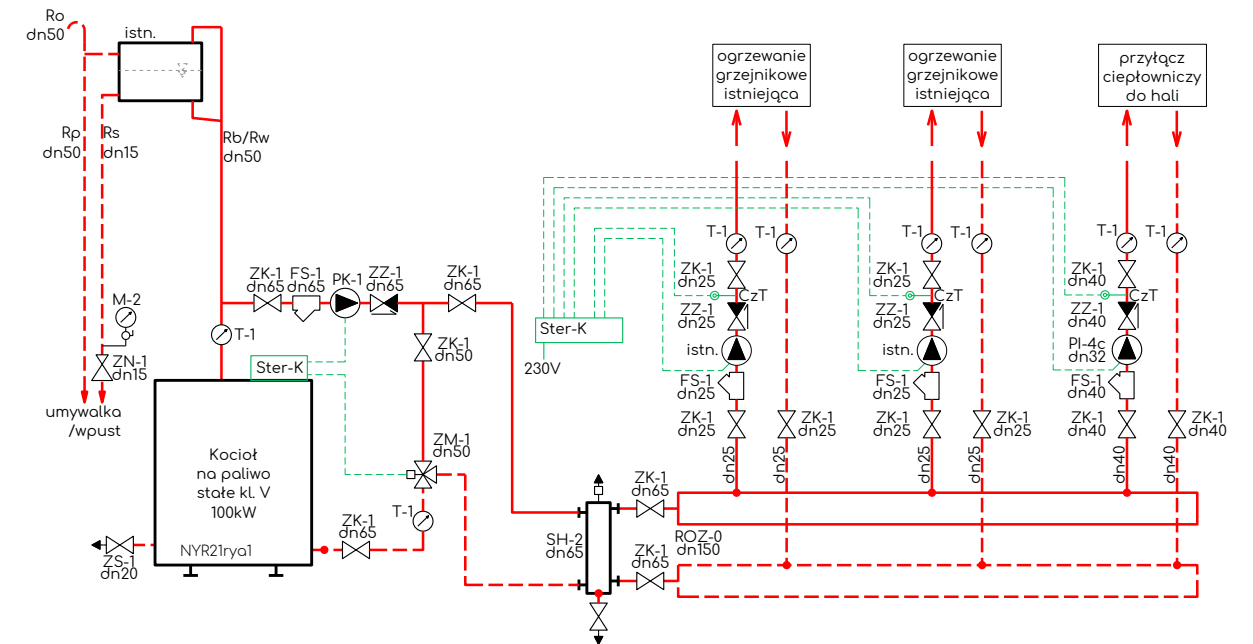 Ro
dn50
istn.
Rp
dn50
Rs
dn15
Rb/Rw
dn50
M-2
ZN-1
dn15
umywalka
/wpust
T-1
ZK-1
dn65
FS-1
dn65
PK-1
ZZ-1
dn65
ZK-1
dn65
ZK-1
dn50
Ster-K
Kocioł
na paliwo
stałe kl. V
100kW
NYR21rya1
ZS-1
dn20
ZM-1
dn50
T-1
ZK-1
dn65
SH-2
dn65
ZK-1
dn65
ROZ-0
dn150
ZK-1
dn65
Ster-K
230V
ogrzewanie
grzejnikowe
istniejąca
T-1
T-1
ZK-1
dn25
CzT
ZZ-1
dn25
istn.
FS-1
dn25
ZK-1
dn25
ZK-1
dn25
dn25
dn25
ogrzewanie
grzejnikowe
istniejąca
T-1
T-1
ZK-1
dn25
CzT
ZZ-1
dn25
istn.
FS-1
dn25
ZK-1
dn25
ZK-1
dn25
dn25
dn25
przyłącz
ciepłowniczy
do hali
T-1
T-1
ZK-1
dn40
CzT
ZZ-1
dn40
PI-4c
dn32
FS-1
dn40
ZK-1
dn40
ZK-1
dn40
dn40
dn40